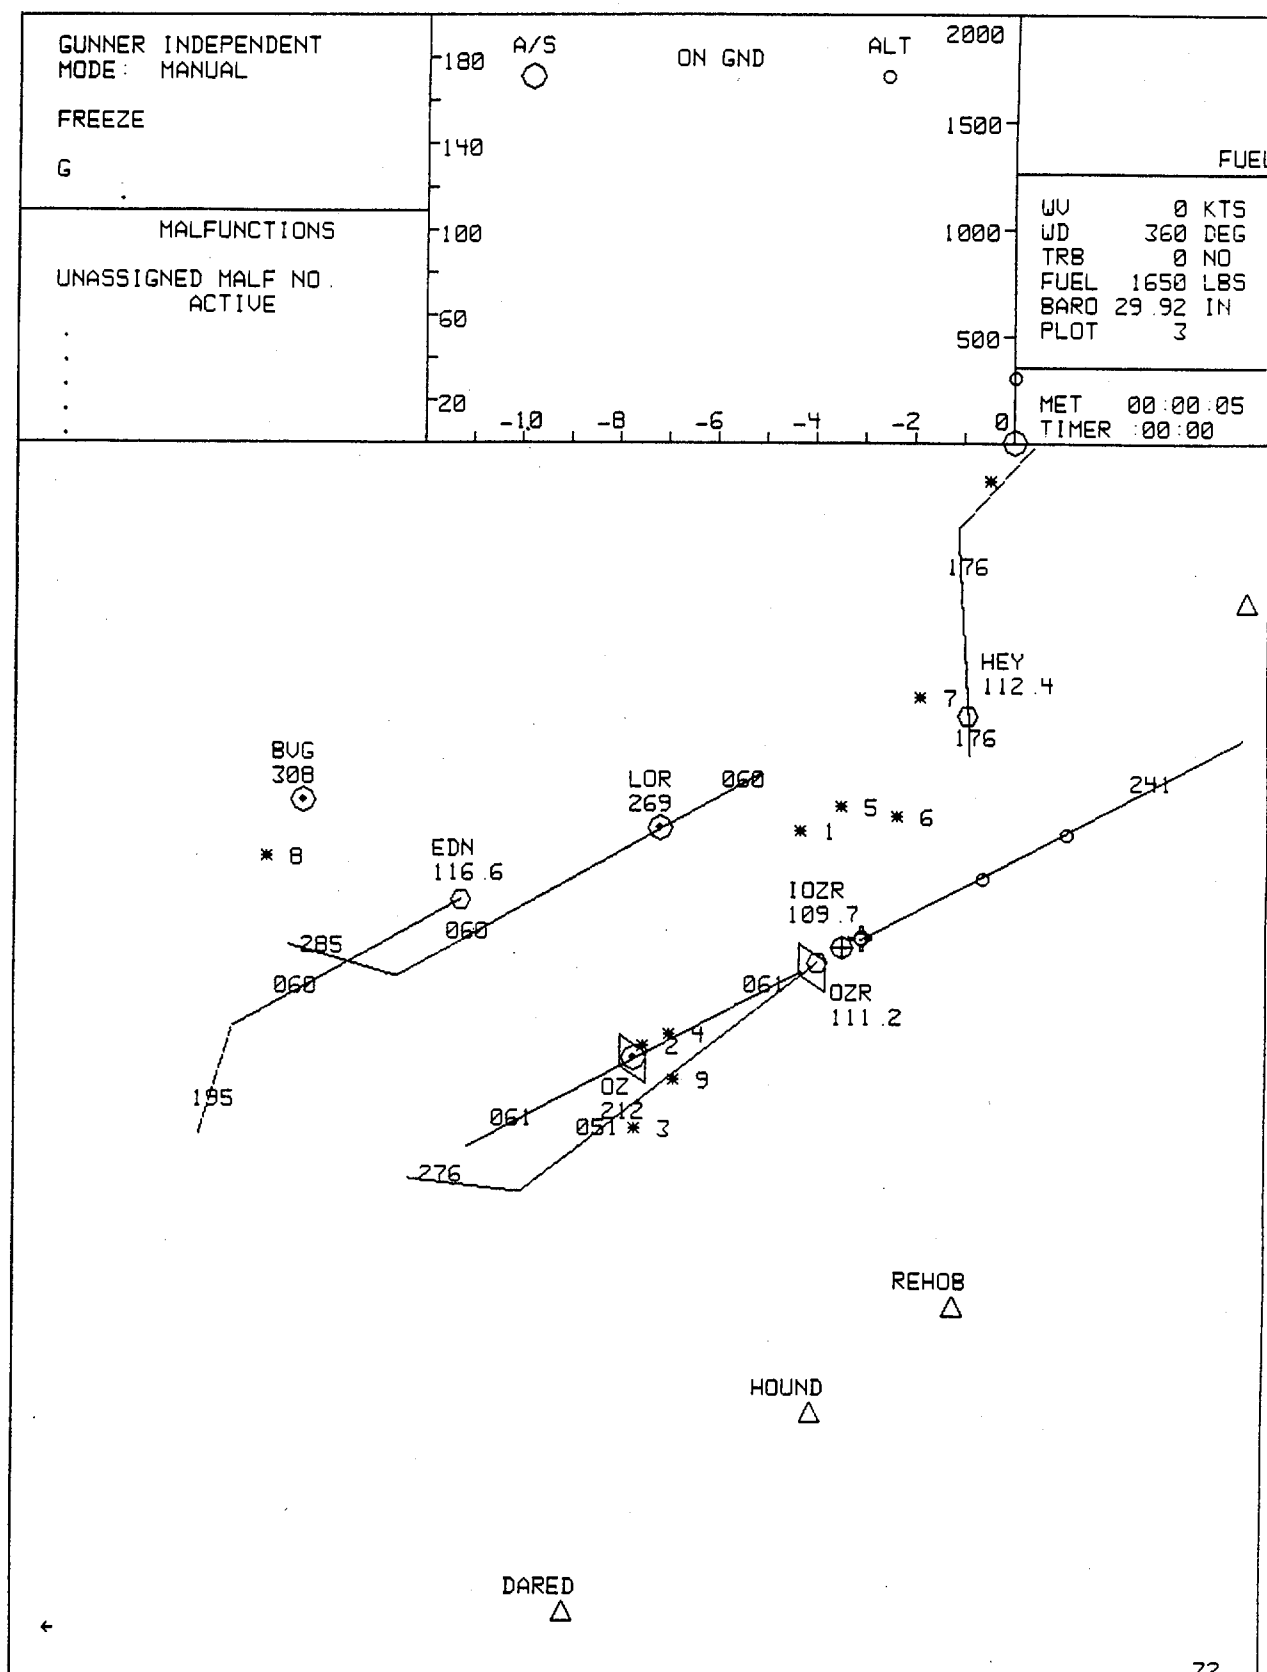 GUNNER INDEPENDENT
MODE: MANUAL
FREEZE
G
MALFUNCTIONS
UNASSIGNED MALF NO.
ACTIVE
A/S
ON GND
ALT
180
140
100
60
20
2000
1500
1000
500
-10 -8 -6 -4 -2 0
WV 0 KTS
WD 360 DEG
TRB 0 NO
FUEL 1650 LBS
BARO 29.92 IN
PLOT 3
MET 00:00:05
TIMER :00:00
176
HEY
112.4
* 7
176
BVG
308
LOR
269
060
241
* 5
* 6
* 1
* 8
EDN
116.6
IOZR
109.7
060
285
060
061
OZR
111.2
* 4
* 2
* 9
OZ
212
195
061
051
* 3
276
REHOB
HOUND
DARED
←